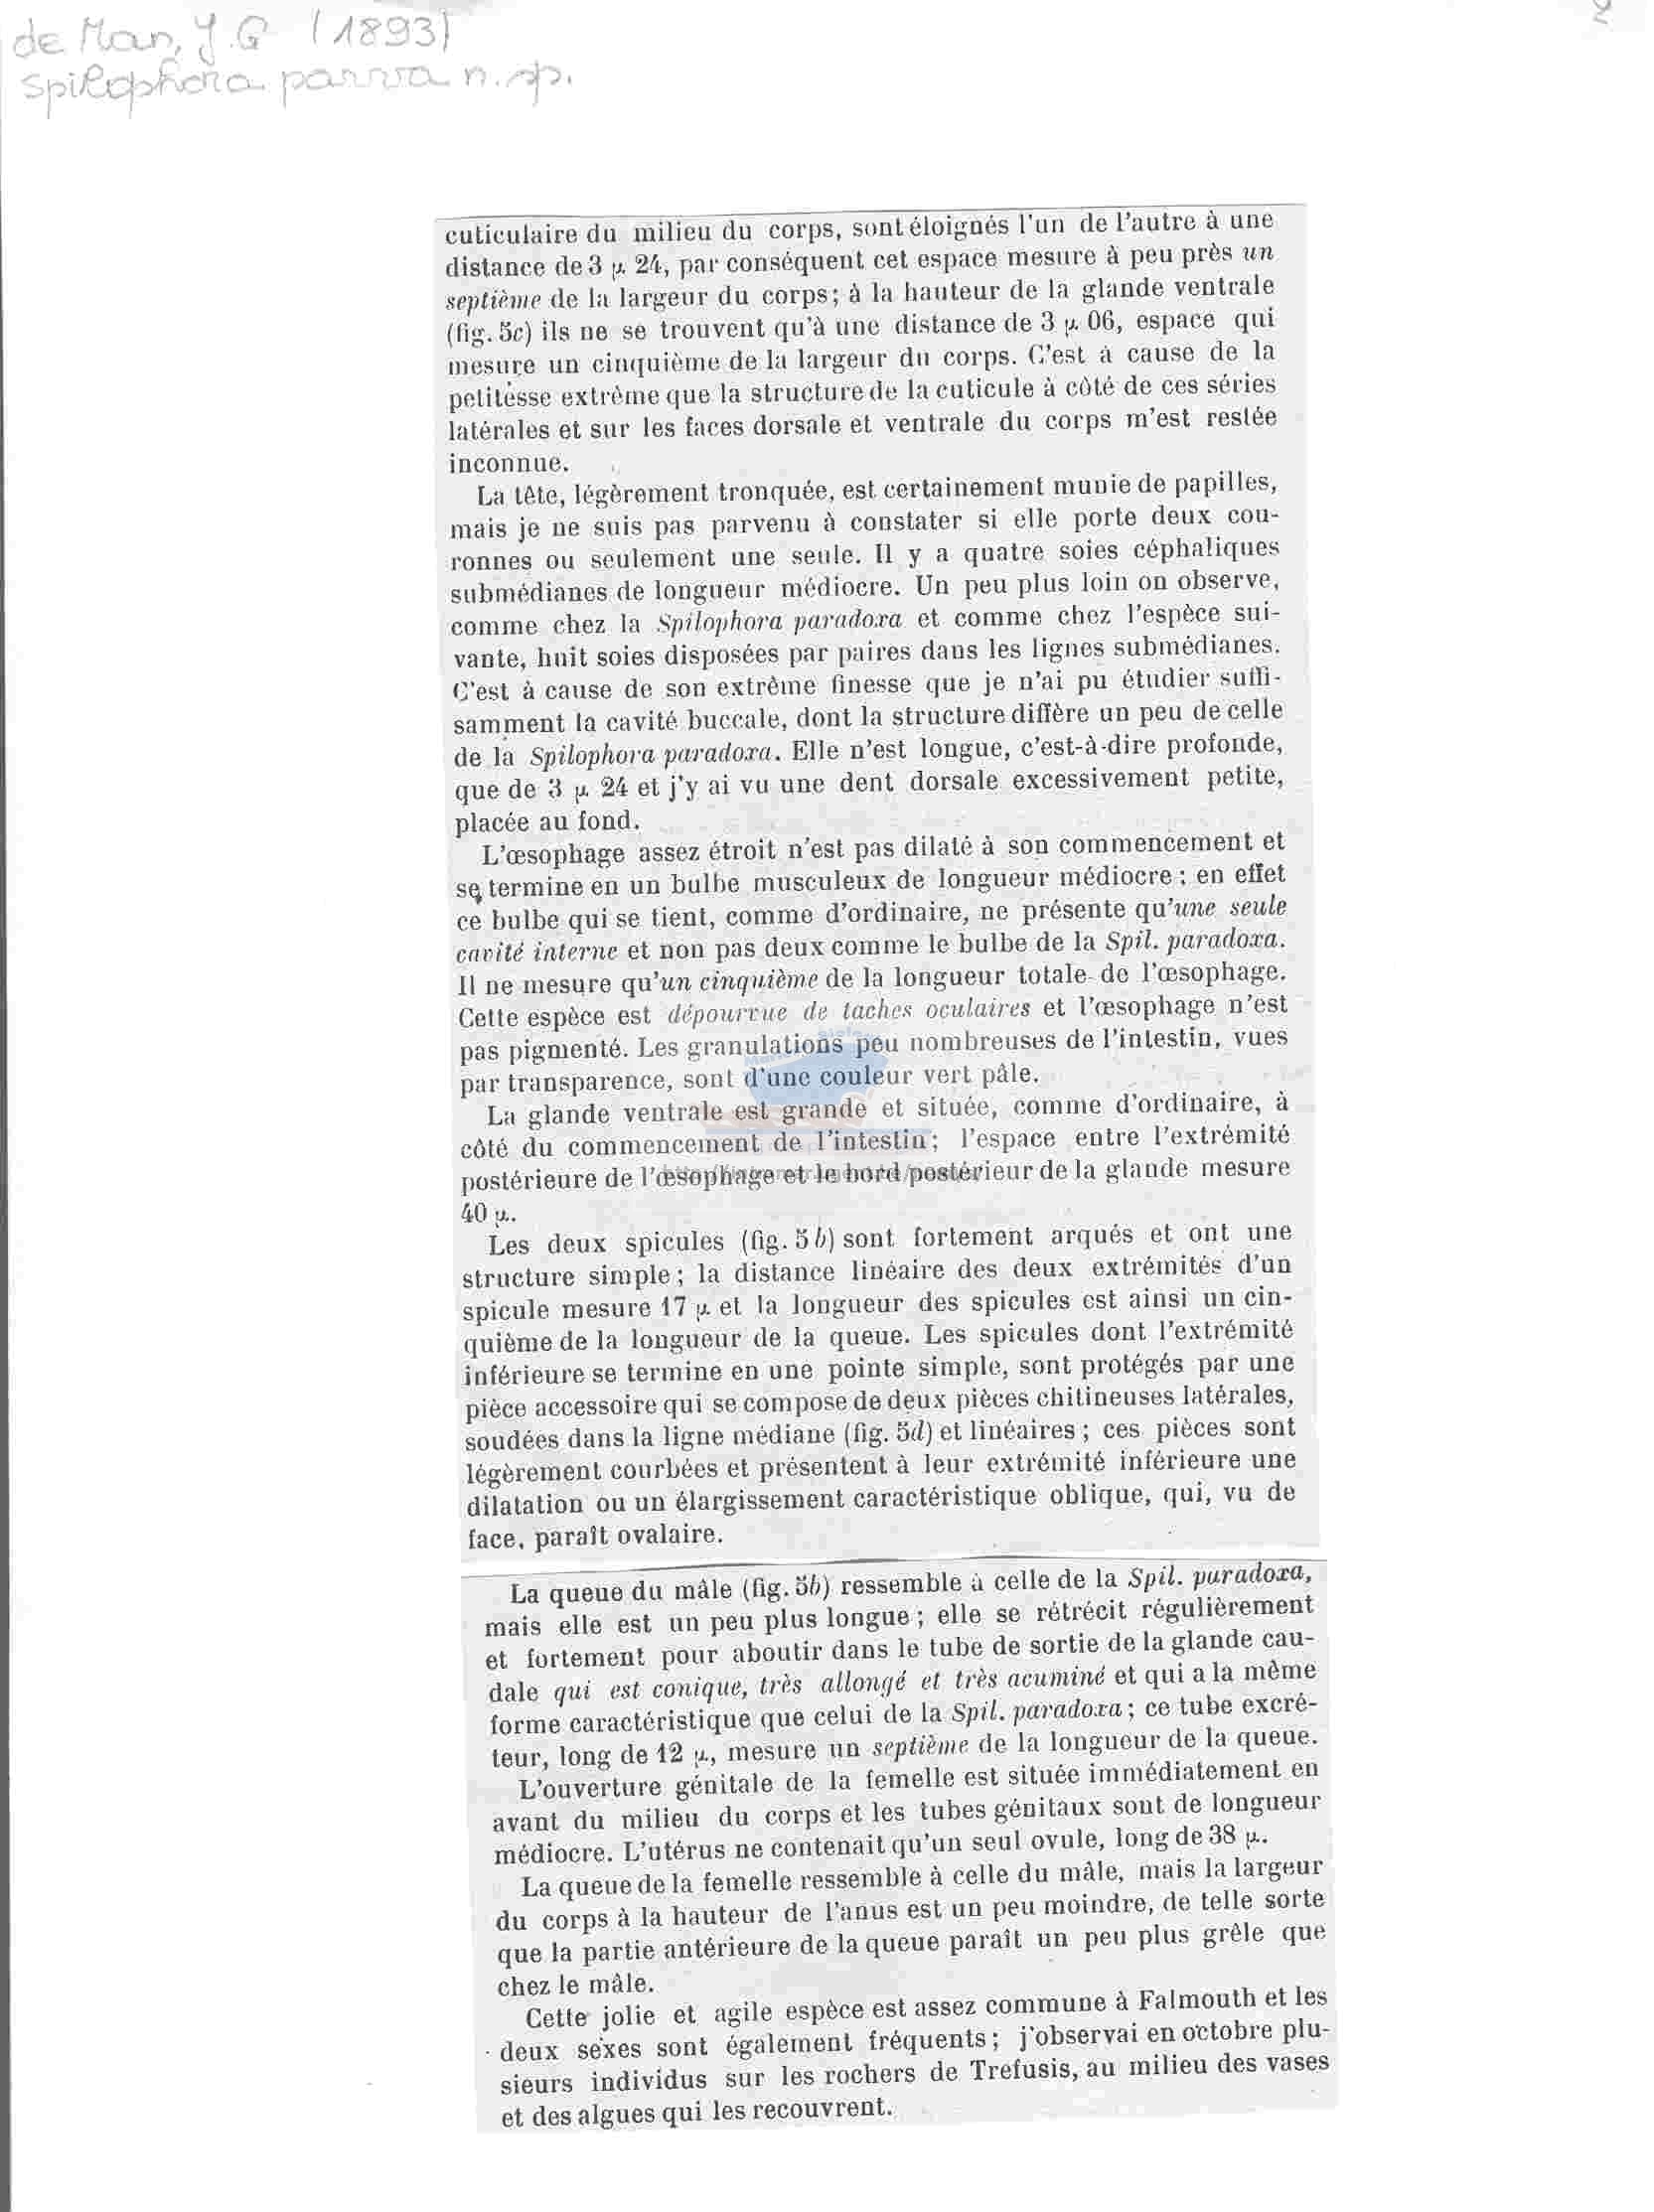 de Man, J.G (1893)
Spilophora parva n. sp.
2
cuticulaire du milieu du corps, sont éloignés l'un de l'autre à une
distance de 3 µ 24, par conséquent cet espace mesure à peu près un
septième de la largeur du corps; à la hauteur de la glande ventrale
(fig. 5c) ils ne se trouvent qu'à une distance de 3 µ 06, espace qui
mesure un cinquième de la largeur du corps. C'est à cause de la
petitesse extrème que la structure de la cuticule à côté de ces séries
latérales et sur les faces dorsale et ventrale du corps m'est restée
inconnue.
La tête, légèrement tronquée, est certainement munie de papilles,
mais je ne suis pas parvenu à constater si elle porte deux cou-
ronnes ou seulement une seule. Il y a quatre soies céphaliques
submédianes de longueur médiocre. Un peu plus loin on observe,
comme chez la Spilophora paradoxa et comme chez l'espèce sui-
vante, huit soies disposées par paires dans les lignes submédianes.
C'est à cause de son extrême finesse que je n'ai pu étudier suffi-
samment la cavité buccale, dont la structure diffère un peu de celle
de la Spilophora paradoxa. Elle n'est longue, c'est-à-dire profonde,
que de 3 µ 24 et j'y ai vu une dent dorsale excessivement petite,
placée au fond.
L'œsophage assez étroit n'est pas dilaté à son commencement et
se termine en un bulbe musculeux de longueur médiocre; en effet
ce bulbe qui se tient, comme d'ordinaire, ne présente qu'une seule
cavité interne et non pas deux comme le bulbe de la Spil. paradoxa.
Il ne mesure qu'un cinquième de la longueur totale de l'œsophage.
Cette espèce est dépourvue de taches oculaires et l'œsophage n'est
pas pigmenté. Les granulations peu nombreuses de l'intestin, vues
par transparence, sont d'une couleur vert pâle.
La glande ventrale est grande et située, comme d'ordinaire, à
côté du commencement de l'intestin; l'espace entre l'extrémité
postérieure de l'œsophage et le bord postérieur de la glande mesure
40 µ.
Les deux spicules (fig. 5 b) sont fortement arqués et ont une
structure simple; la distance linéaire des deux extrémités d'un
spicule mesure 17 µ et la longueur des spicules est ainsi un cin-
quième de la longueur de la queue. Les spicules dont l'extrémité
inférieure se termine en une pointe simple, sont protégés par une
pièce accessoire qui se compose de deux pièces chitineuses latérales,
soudées dans la ligne médiane (fig. 5d) et linéaires; ces pièces sont
légèrement courbées et présentent à leur extrémité inférieure une
dilatation ou un élargissement caractéristique oblique, qui, vu de
face, paraît ovalaire.
La queue du mâle (fig. 5b) ressemble à celle de la Spil. paradoxa,
mais elle est un peu plus longue; elle se rétrécit régulièrement
et fortement pour aboutir dans le tube de sortie de la glande cau-
dale qui est conique, très allongé et très acuminé et qui a la même
forme caractéristique que celui de la Spil. paradoxa; ce tube excré-
teur, long de 12 µ, mesure un septième de la longueur de la queue.
L'ouverture génitale de la femelle est située immédiatement en
avant du milieu du corps et les tubes génitaux sont de longueur
médiocre. L'utérus ne contenait qu'un seul ovule, long de 38 µ.
La queue de la femelle ressemble à celle du mâle, mais la largeur
du corps à la hauteur de l'anus est un peu moindre, de telle sorte
que la partie antérieure de la queue paraît un peu plus grêle que
chez le mâle.
Cette jolie et agile espèce est assez commune à Falmouth et les
deux sexes sont également fréquents; j'observai en octobre plu-
sieurs individus sur les rochers de Trefusis, au milieu des vases
et des algues qui les recouvrent.